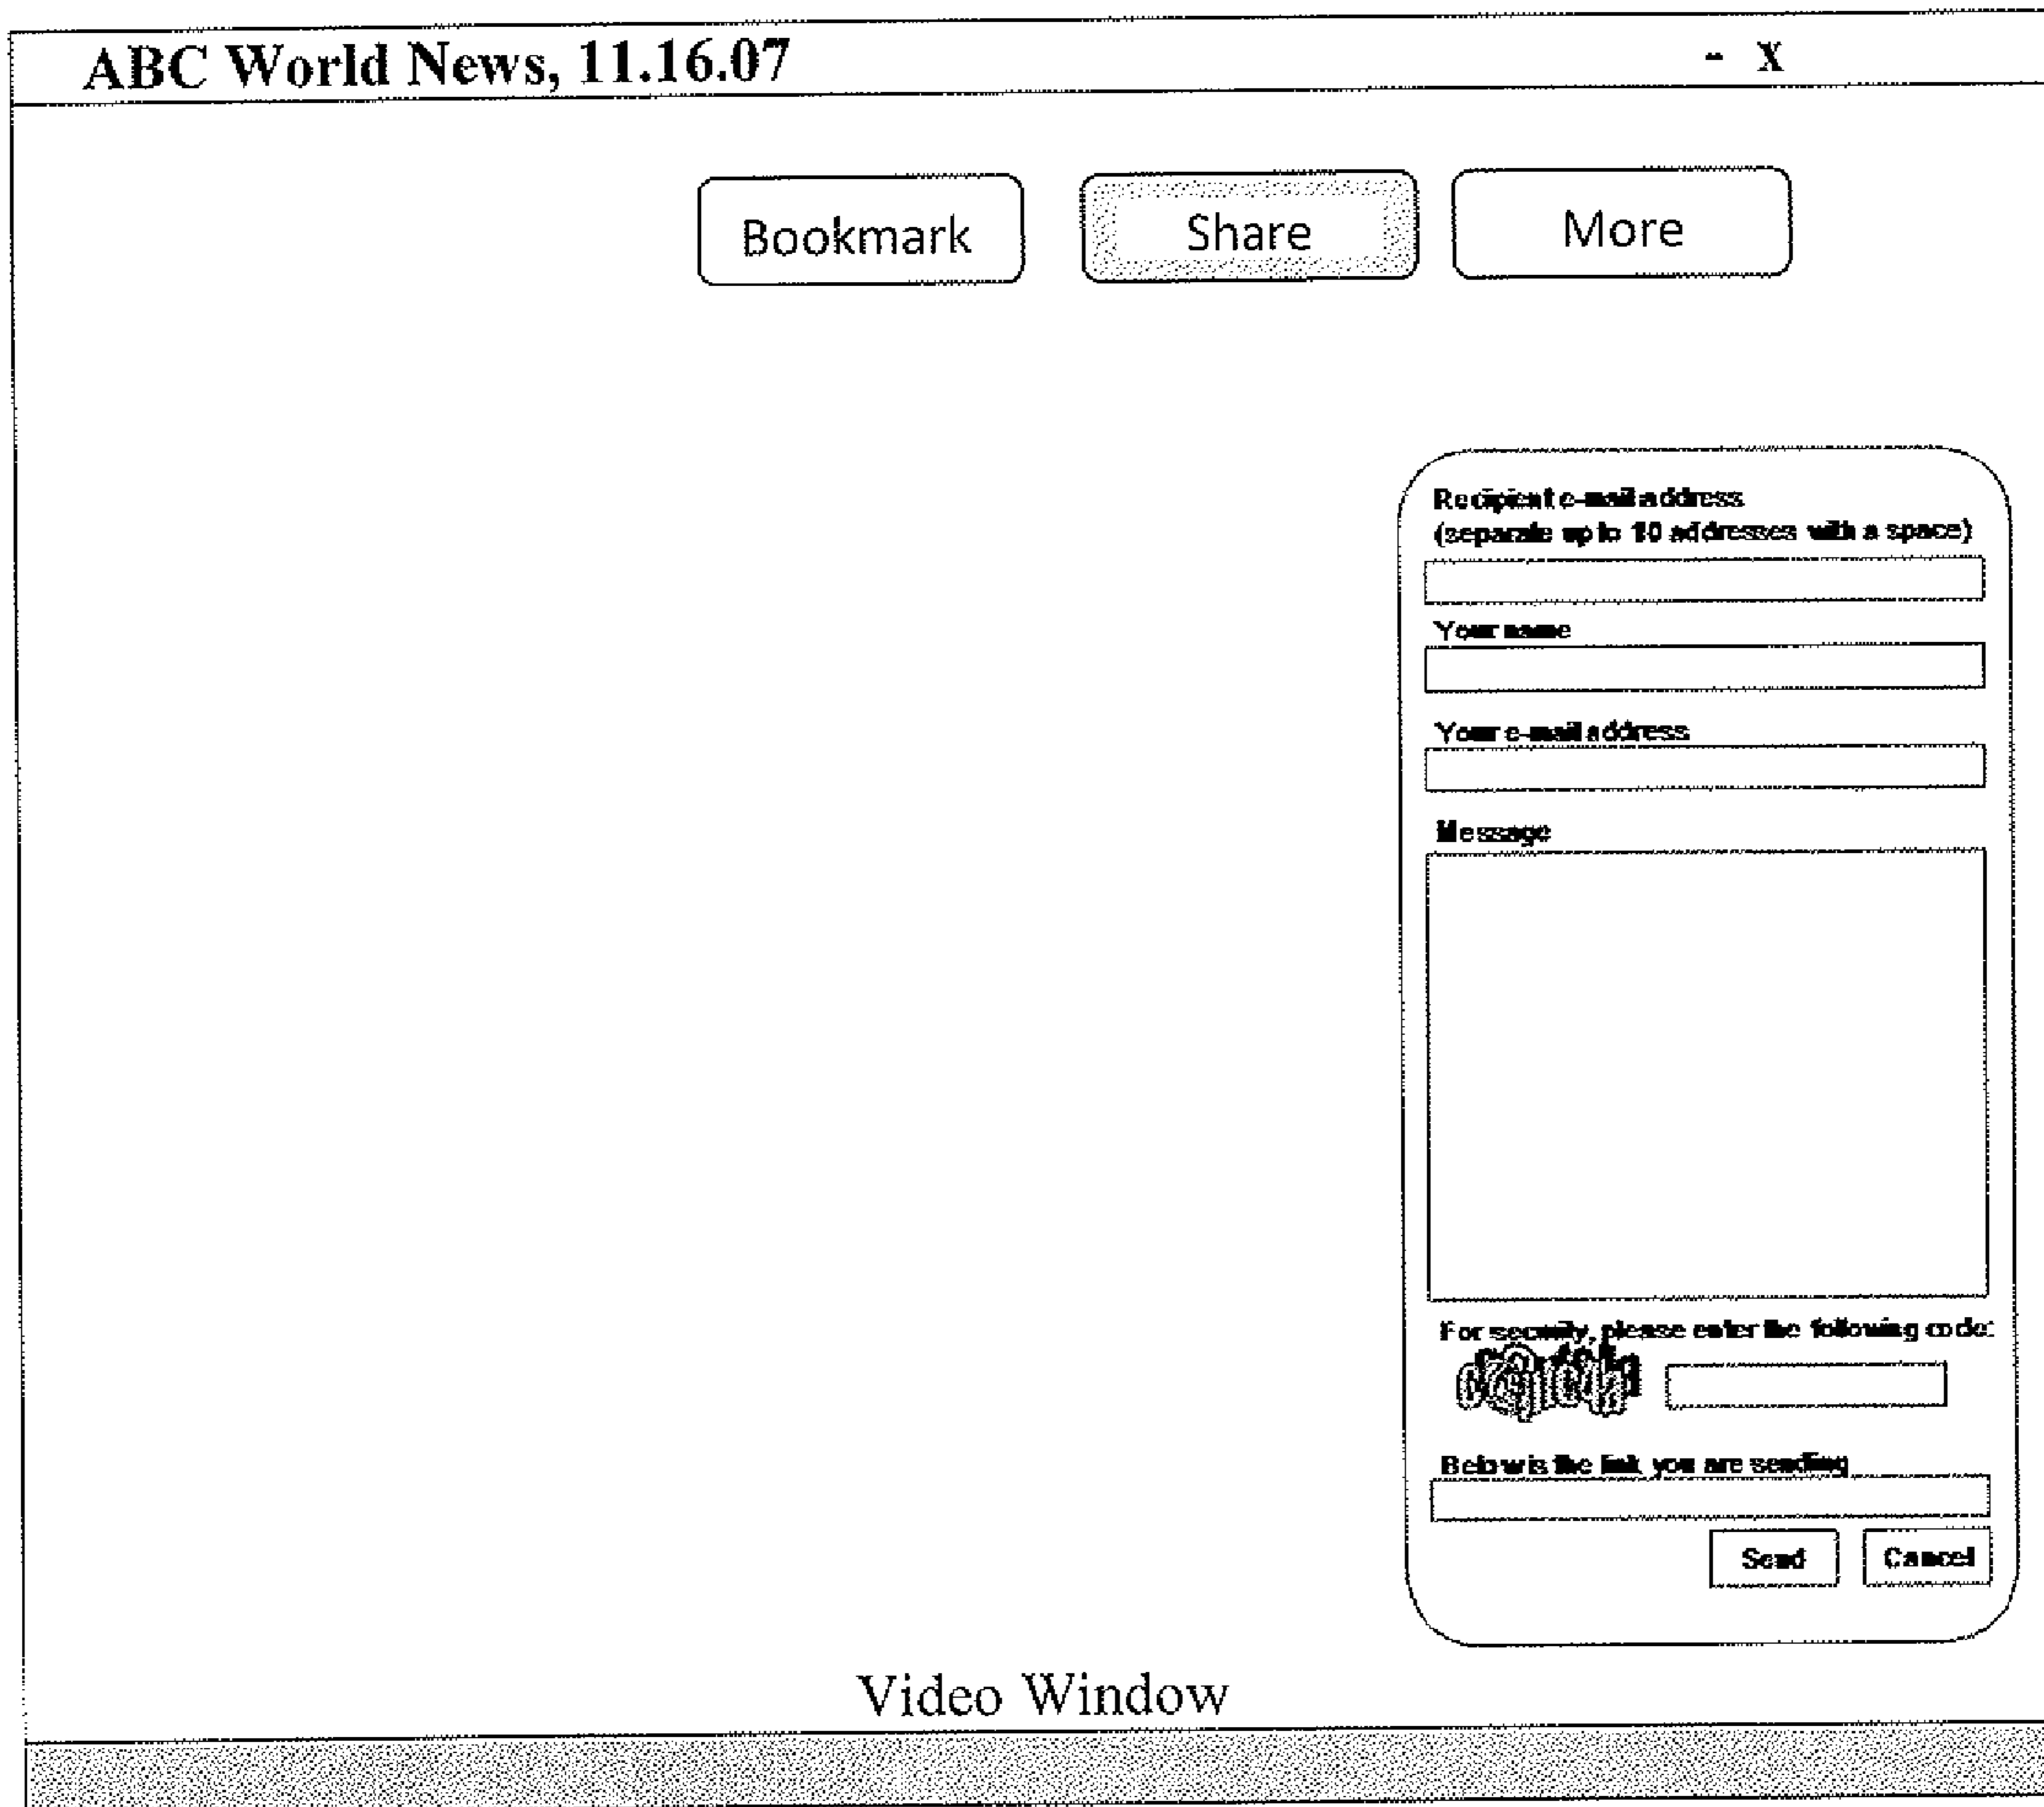 ABC World News, 11.16.07 - X
Bookmark Share More
Recipient e-mail address
(separate up to 10 addresses with a space)
Your name
Your e-mail address
Message
For security, please enter the following code:
Below is the link you are sending
Send Cancel
Video Window